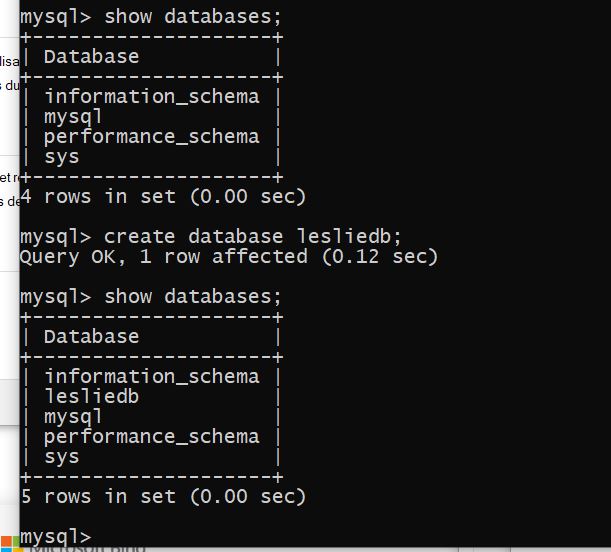 mysql> show databases;
+--------------------+
| Database           |
+--------------------+
| information_schema |
| mysql              |
| performance_schema |
| sys                |
+--------------------+
4 rows in set (0.00 sec)
mysql> create database lesliedb;
Query OK, 1 row affected (0.12 sec)
mysql> show databases;
+--------------------+
| Database           |
+--------------------+
| information_schema |
| lesliedb           |
| mysql              |
| performance_schema |
| sys                |
+--------------------+
5 rows in set (0.00 sec)
mysql>